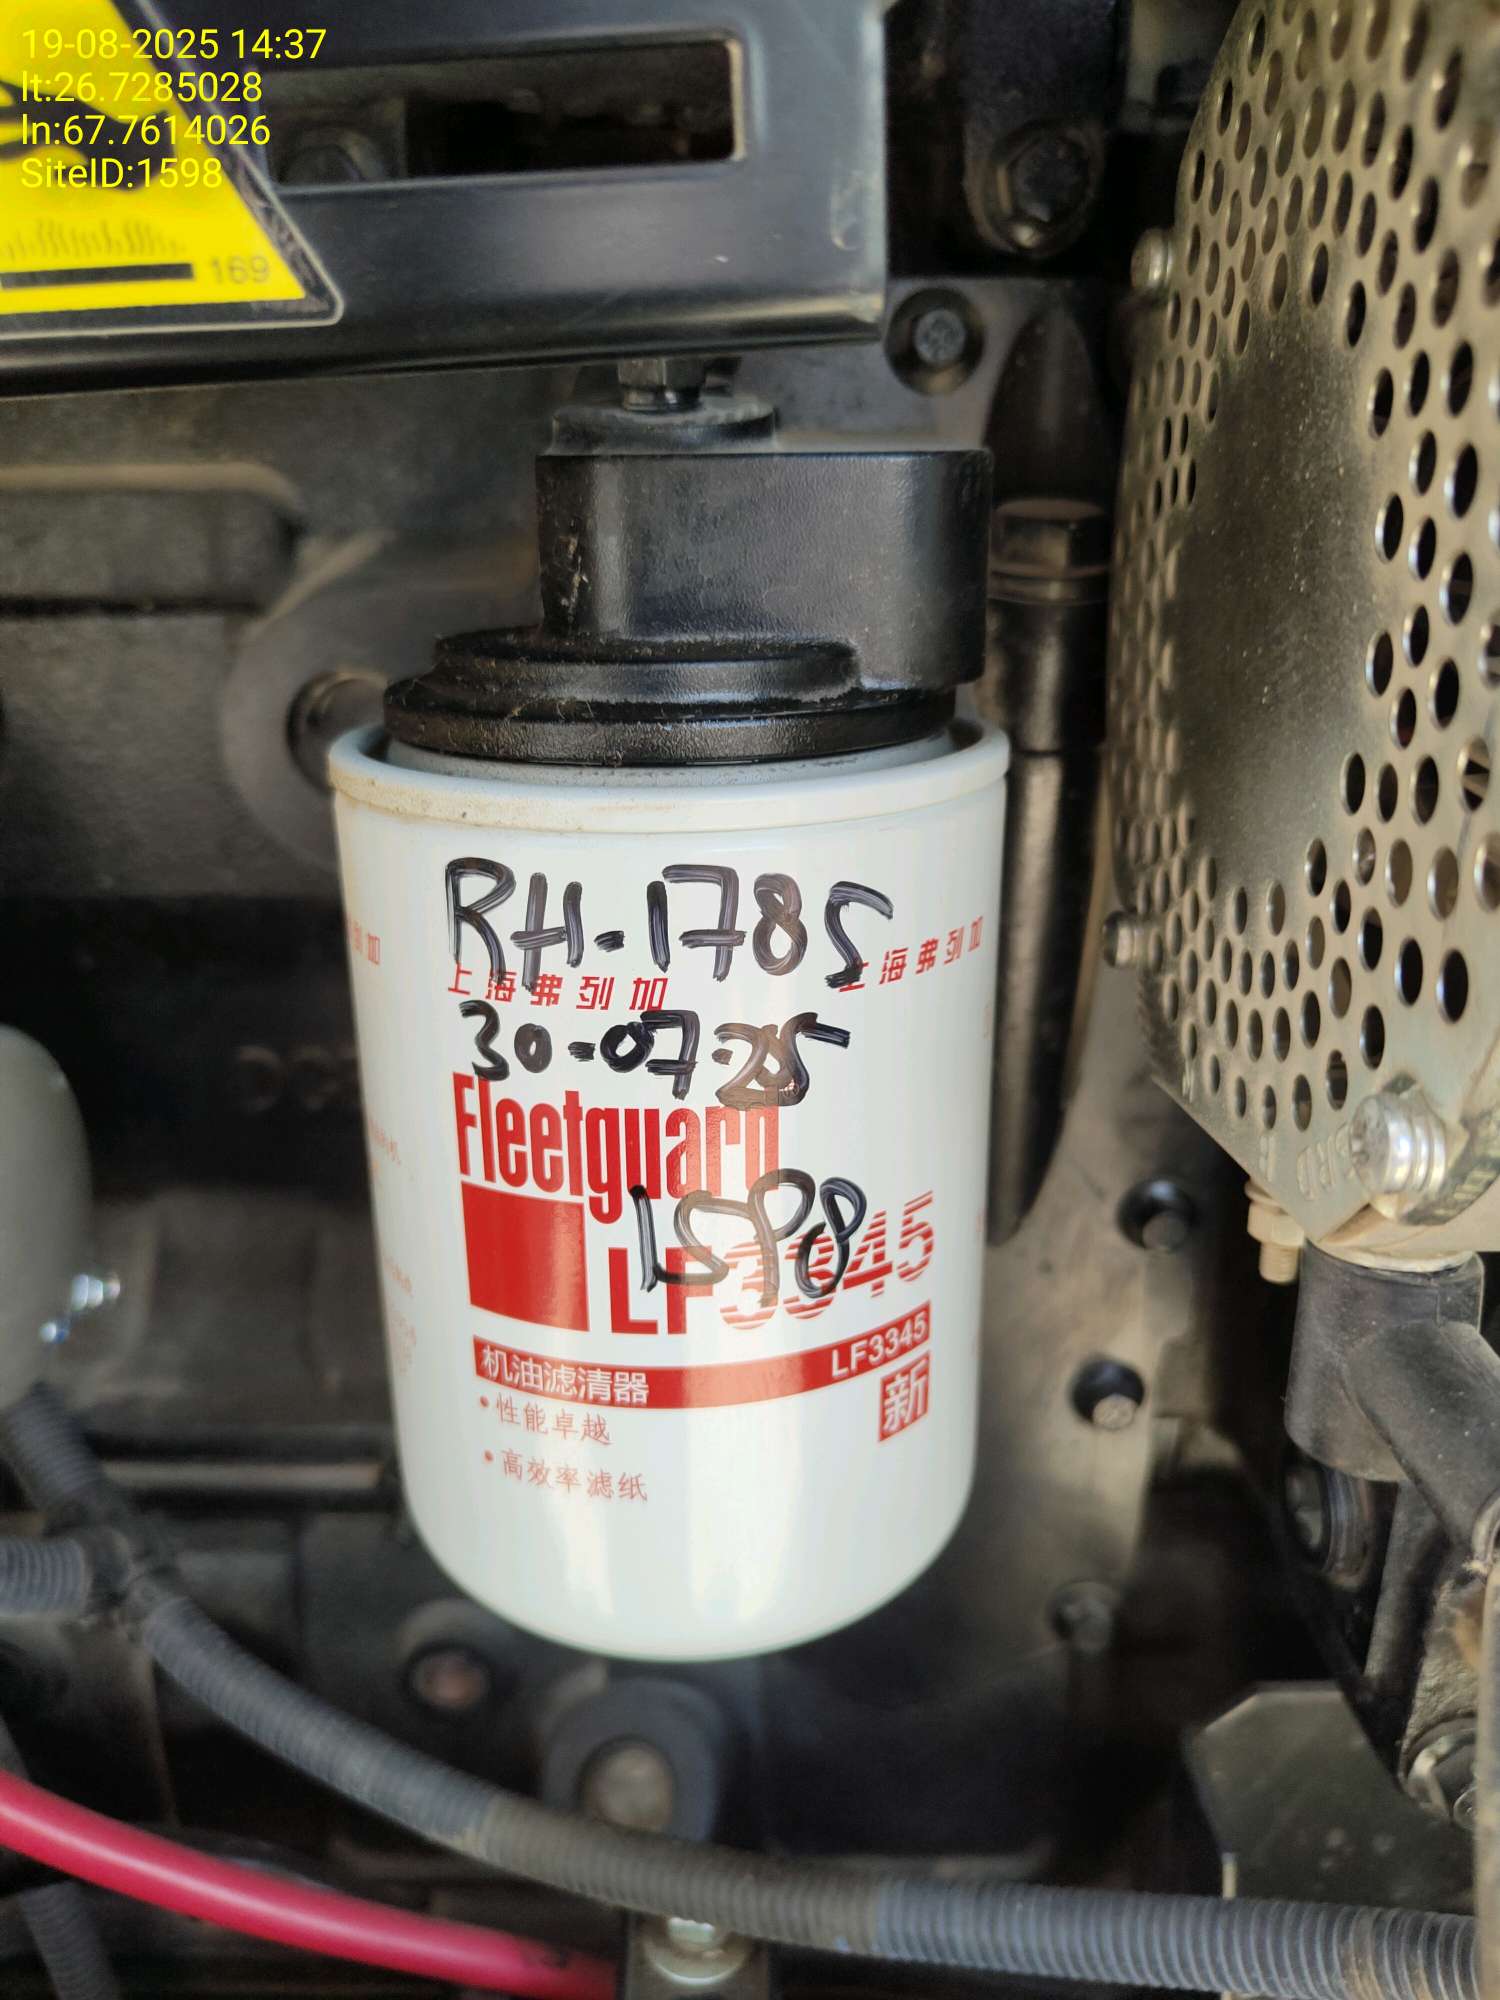 19-08-2025 14:37
lt:26.7285028
ln:67.7614026
SiteID:1598
169
RH-1785
上海弗列加
上海弗列加
列加
30-07-25
Fleetguard
1598
LF3345
机油滤清器 LF3345
新
• 性能卓越
• 高效率滤纸